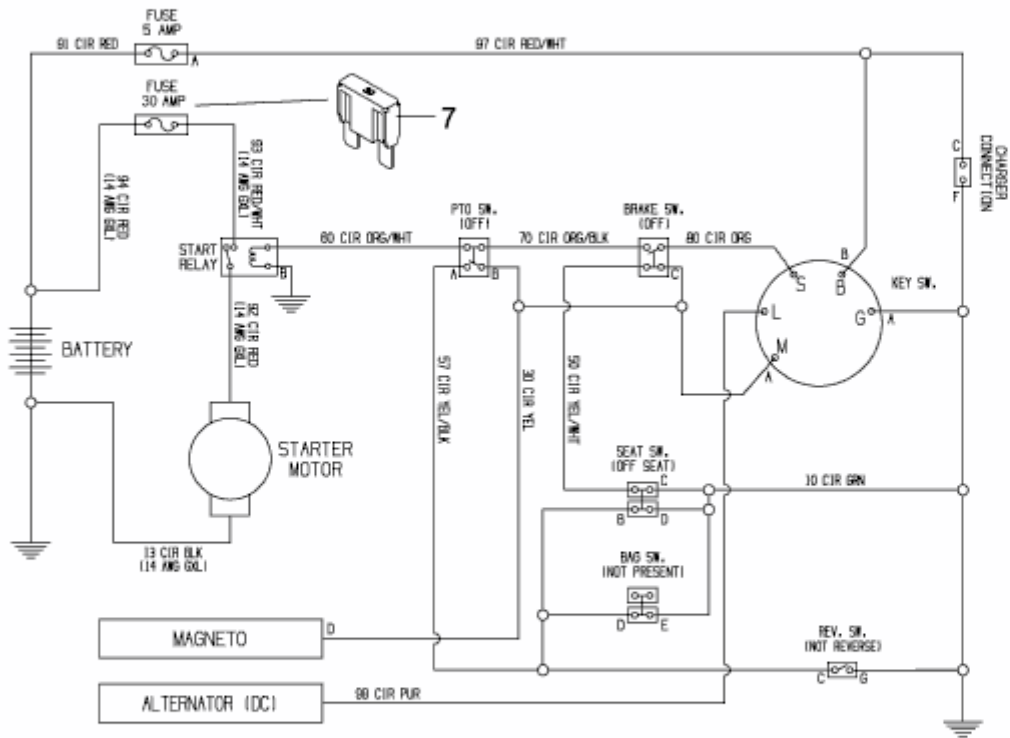 FUSE
5 AMP
91 CIR RED
A
97 CIR RED/WHT
FUSE
30 AMP
7
94 CIR RED
(14 AWG GXL)
93 CIR RED/WHT
(14 AWG GXL)
C
F
CHARGER
CONNECTION
START
RELAY
B
60 CIR ORG/WHT
PTO SW.
(OFF)
A
B
70 CIR ORG/BLK
BRAKE SW.
(OFF)
C
80 CIR ORG
B
S
B
L
G
M
A
A
KEY SW.
BATTERY
92 CIR RED
(14 AWG GXL)
57 CIR YEL/BLK
30 CIR YEL
50 CIR YEL/WHT
STARTER
MOTOR
SEAT SW.
(OFF SEAT)
C
B
D
10 CIR GRN
13 CIR BLK
(14 AWG GXL)
BAG SW.
(NOT PRESENT)
D
E
MAGNETO
D
REV. SW.
(NOT REVERSE)
C
G
ALTERNATOR (DC)
98 CIR PUR